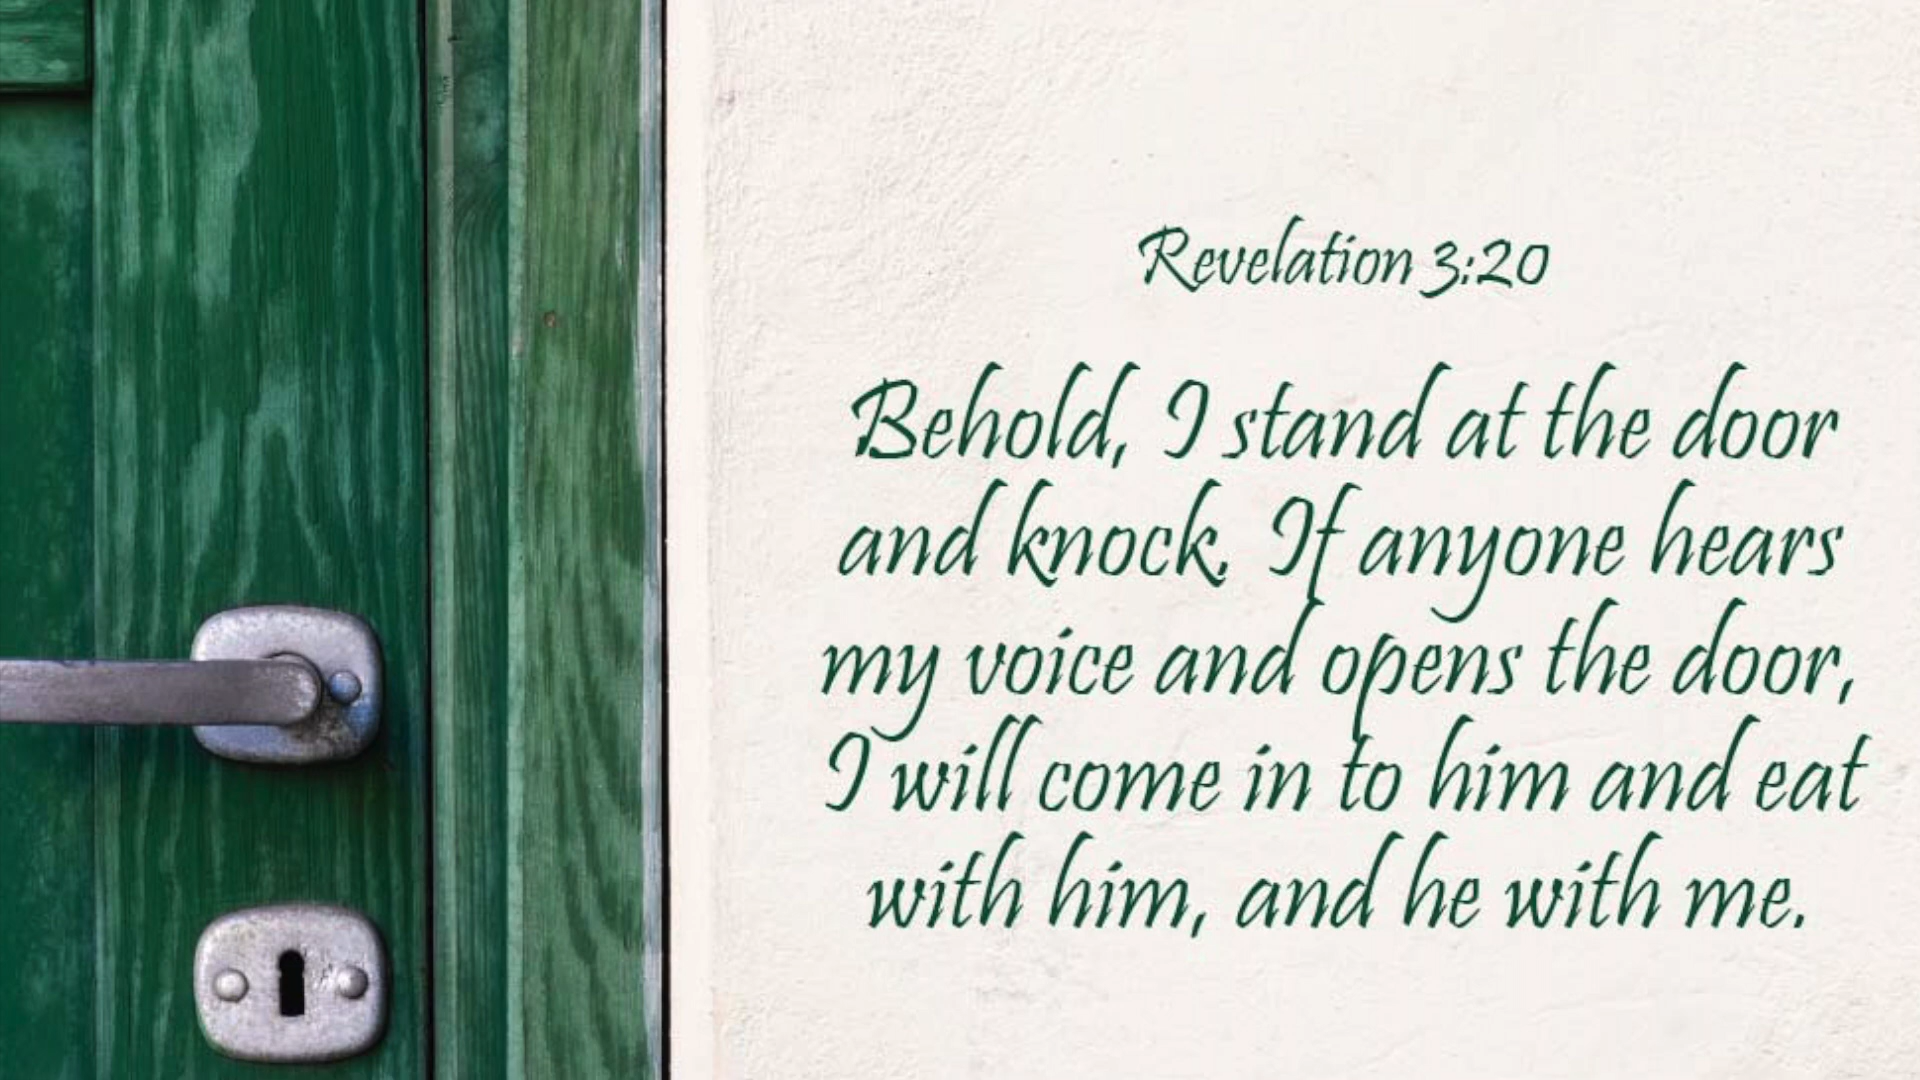 Revelation 3:20
Behold, I stand at the door
and knock. If anyone hears
my voice and opens the door,
I will come in to him and eat
with him, and he with me.